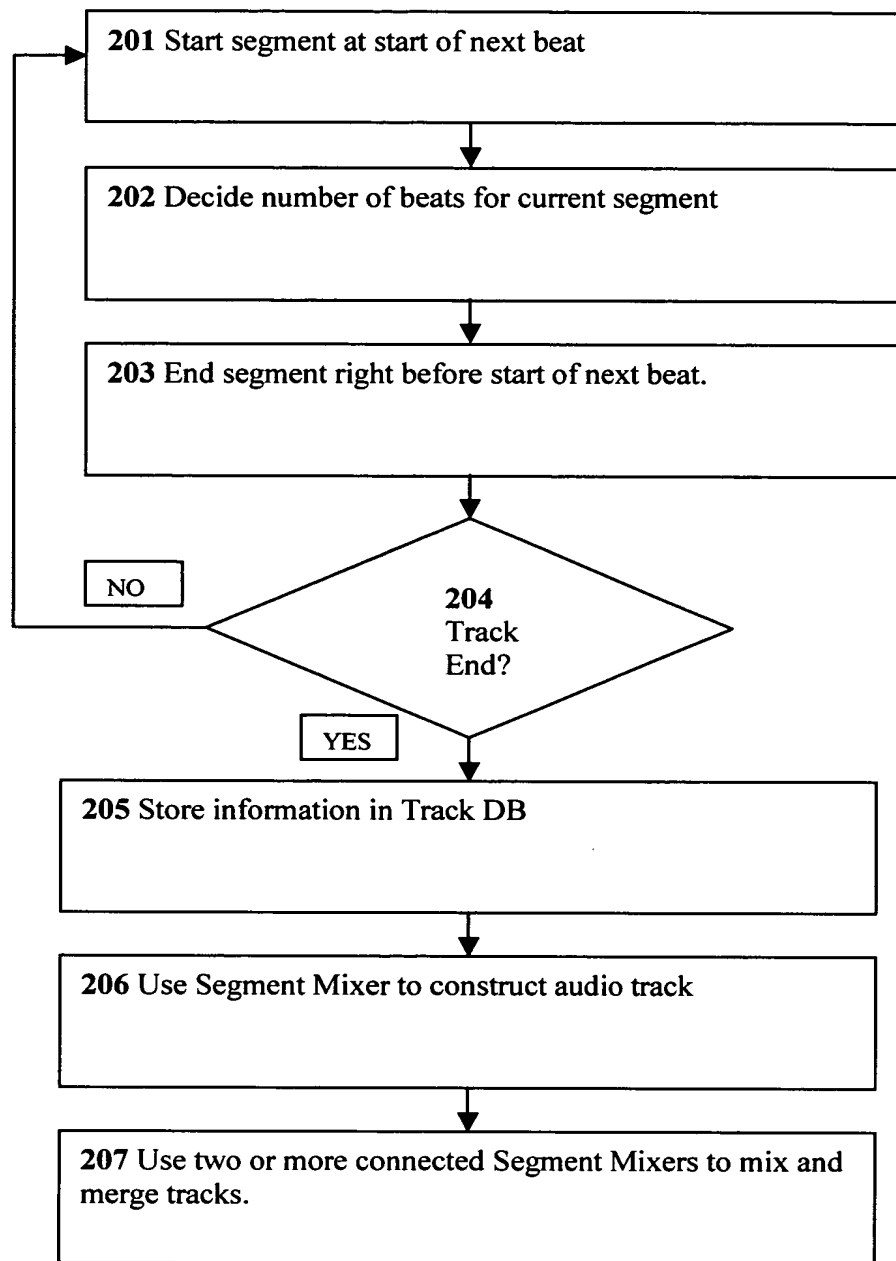 201 Start segment at start of next beat
202 Decide number of beats for current segment
203 End segment right before start of next beat.
NO
204
Track
End?
YES
205 Store information in Track DB
206 Use Segment Mixer to construct audio track
207 Use two or more connected Segment Mixers to mix and
merge tracks.